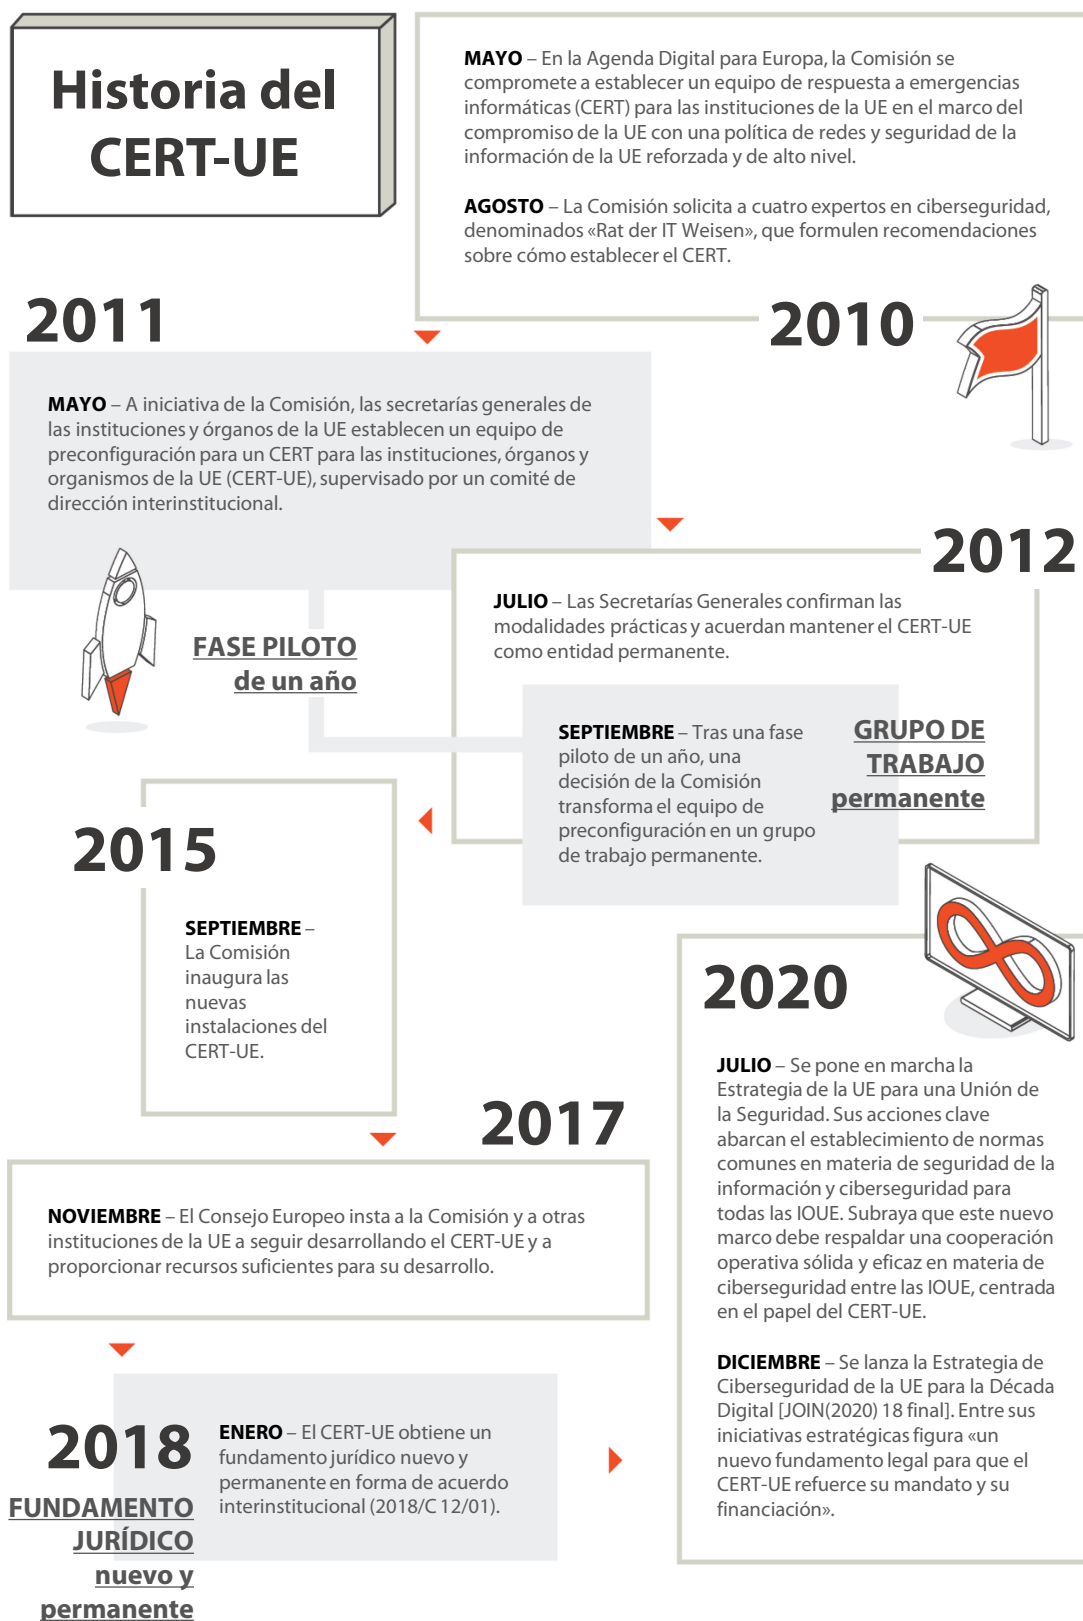 Historia del
CERT-UE
MAYO – En la Agenda Digital para Europa, la Comisión se
compromete a establecer un equipo de respuesta a emergencias
informáticas (CERT) para las instituciones de la UE en el marco del
compromiso de la UE con una política de redes y seguridad de la
información de la UE reforzada y de alto nivel.
AGOSTO – La Comisión solicita a cuatro expertos en ciberseguridad,
denominados «Rat der IT Weisen», que formulen recomendaciones
sobre cómo establecer el CERT.
2010
2011
MAYO – A iniciativa de la Comisión, las secretarías generales de
las instituciones y órganos de la UE establecen un equipo de
preconfiguración para un CERT para las instituciones, órganos y
organismos de la UE (CERT-UE), supervisado por un comité de
dirección interinstitucional.
FASE PILOTO
de un año
2012
JULIO – Las Secretarías Generales confirman las
modalidades prácticas y acuerdan mantener el CERT-UE
como entidad permanente.
SEPTIEMBRE – Tras una fase
piloto de un año, una
decisión de la Comisión
transforma el equipo de
preconfiguración en un grupo
de trabajo permanente.
GRUPO DE
TRABAJO
permanente
2015
SEPTIEMBRE –
La Comisión
inaugura las
nuevas
instalaciones del
CERT-UE.
2017
NOVIEMBRE – El Consejo Europeo insta a la Comisión y a otras
instituciones de la UE a seguir desarrollando el CERT-UE y a
proporcionar recursos suficientes para su desarrollo.
2018
FUNDAMENTO
JURÍDICO
nuevo y
permanente
ENERO – El CERT-UE obtiene un
fundamento jurídico nuevo y
permanente en forma de acuerdo
interinstitucional (2018/C 12/01).
2020
JULIO – Se pone en marcha la
Estrategia de la UE para una Unión de
la Seguridad. Sus acciones clave
abarcan el establecimiento de normas
comunes en materia de seguridad de la
información y ciberseguridad para
todas las IOUE. Subraya que este nuevo
marco debe respaldar una cooperación
operativa sólida y eficaz en materia de
ciberseguridad entre las IOUE, centrada
en el papel del CERT-UE.
DICIEMBRE – Se lanza la Estrategia de
Ciberseguridad de la UE para la Década
Digital [JOIN(2020) 18 final]. Entre sus
iniciativas estratégicas figura «un
nuevo fundamento legal para que el
CERT-UE refuerce su mandato y su
financiación».